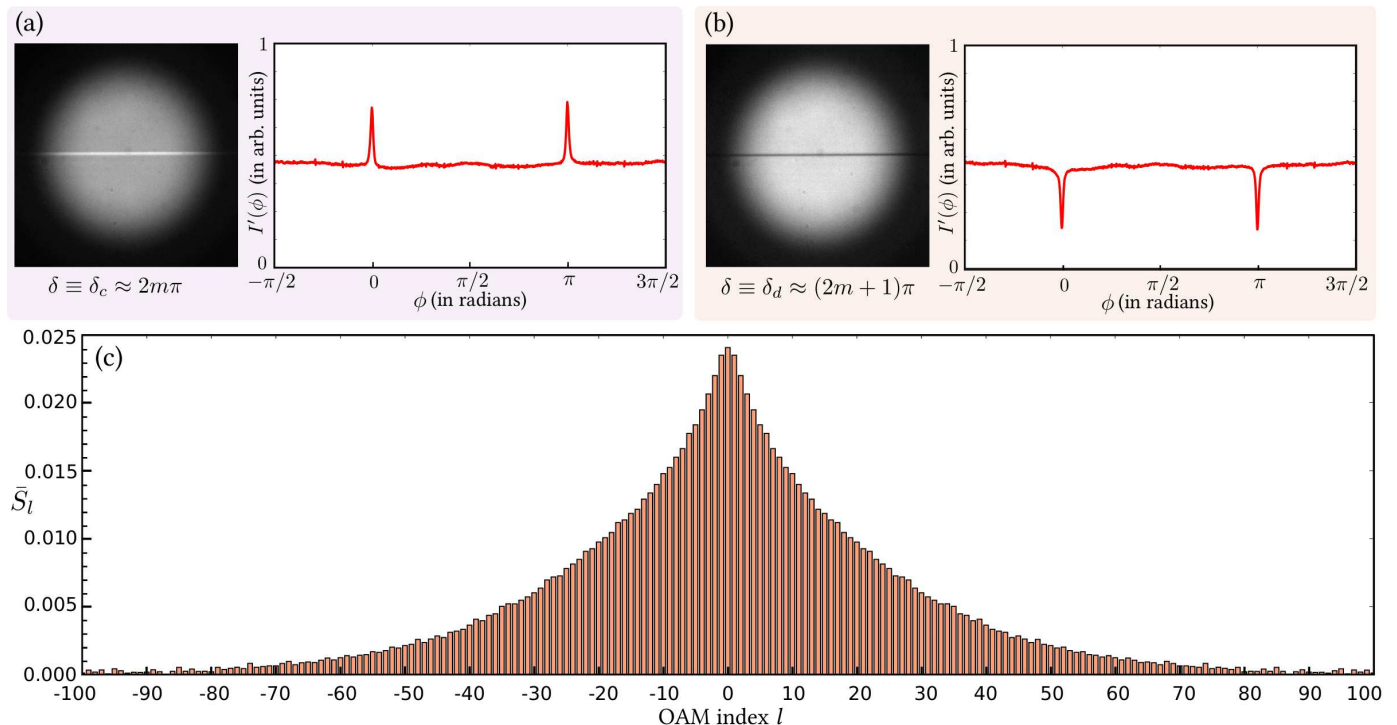 (a)
1
I′(ϕ) (in arb. units)
0
−π/2 0 π/2 π 3π/2
ϕ (in radians)
δ ≡ δc ≈ 2mπ
(b)
1
I′(ϕ) (in arb. units)
0
−π/2 0 π/2 π 3π/2
ϕ (in radians)
δ ≡ δd ≈ (2m + 1)π
(c)
0.025
0.020
0.015
S̄l
0.010
0.005
0.000
-100 -90 -80 -70 -60 -50 -40 -30 -20 -10 0 10 20 30 40 50 60 70 80 90 100
OAM index l